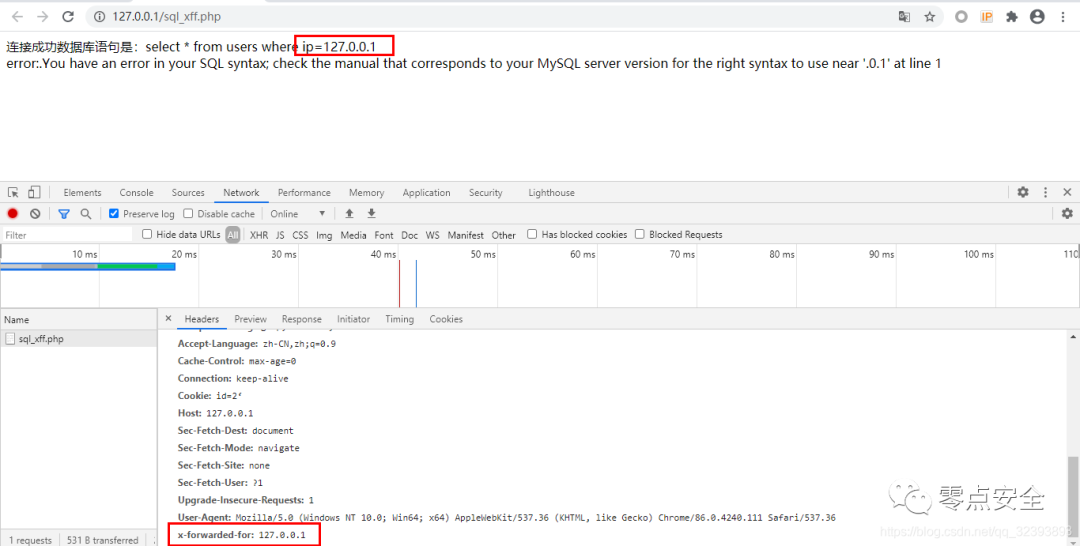 127.0.0.1/sql_xff.php
IP
连接成功数据库语句是：select * from users where ip=127.0.0.1
error:.You have an error in your SQL syntax; check the manual that corresponds to your MySQL server version for the right syntax to use near '.0.1' at line 1
Elements Console Sources Network Performance Memory Application Security Lighthouse
Preserve log Disable cache Online
Filter Hide data URLs All XHR JS CSS Img Media Font Doc WS Manifest Other Has blocked cookies Blocked Requests
10 ms 20 ms 30 ms 40 ms 50 ms 60 ms 70 ms 80 ms 90 ms 100 ms 110
Name
sql_xff.php
Headers Preview Response Initiator Timing Cookies
Accept-Language: zh-CN,zh;q=0.9
Cache-Control: max-age=0
Connection: keep-alive
Cookie: id=2‘
Host: 127.0.0.1
Sec-Fetch-Dest: document
Sec-Fetch-Mode: navigate
Sec-Fetch-Site: none
Sec-Fetch-User: ?1
Upgrade-Insecure-Requests: 1
User-Agent: Mozilla/5.0 (Windows NT 10.0; Win64; x64) AppleWebKit/537.36 (KHTML, like Gecko) Chrome/86.0.4240.111 Safari/537.36
x-forwarded-for: 127.0.0.1
1 requests 531 B transferred
零点安全
https://blog.csdn.net/qq_32393893